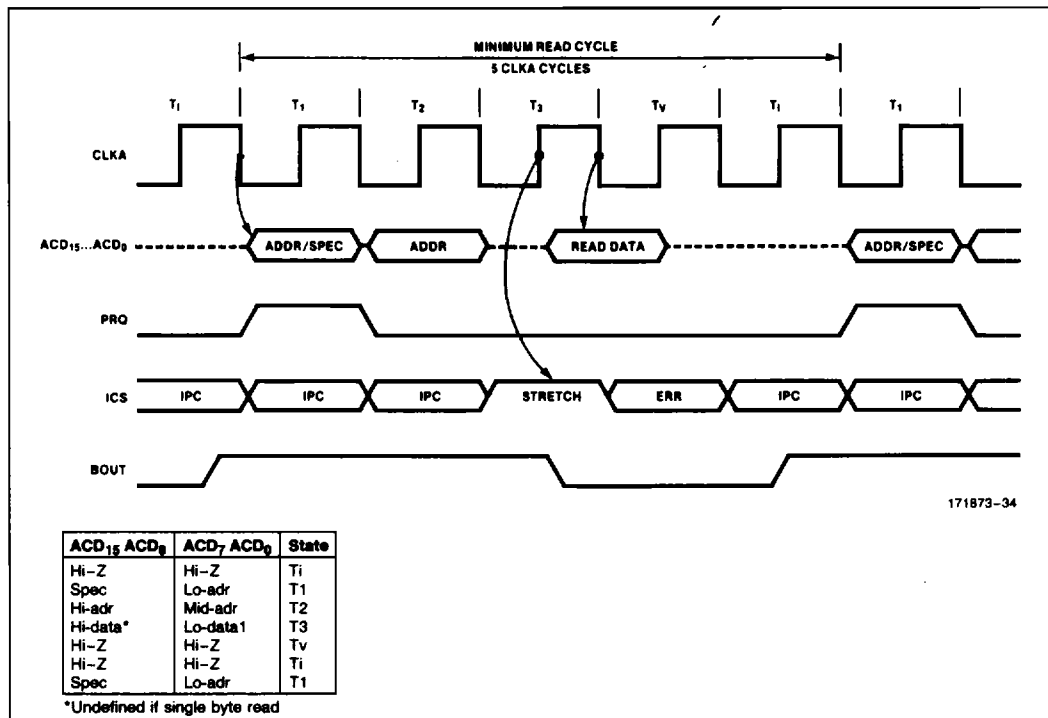 MINIMUM READ CYCLE
5 CLKA CYCLES
Ti T1 T2 T3 Tv Ti T1
CLKA
ACD15...ACD0 ADDR/SPEC ADDR READ DATA ADDR/SPEC
PRQ
ICS IPC IPC IPC STRETCH ERR IPC IPC
BOUT
171873-34
ACD15 ACD8 ACD7 ACD0 State
Hi-Z Hi-Z Ti
Spec Lo-adr T1
Hi-adr Mid-adr T2
Hi-data* Lo-data1 T3
Hi-Z Hi-Z Tv
Hi-Z Hi-Z Ti
Spec Lo-adr T1
*Undefined if single byte read